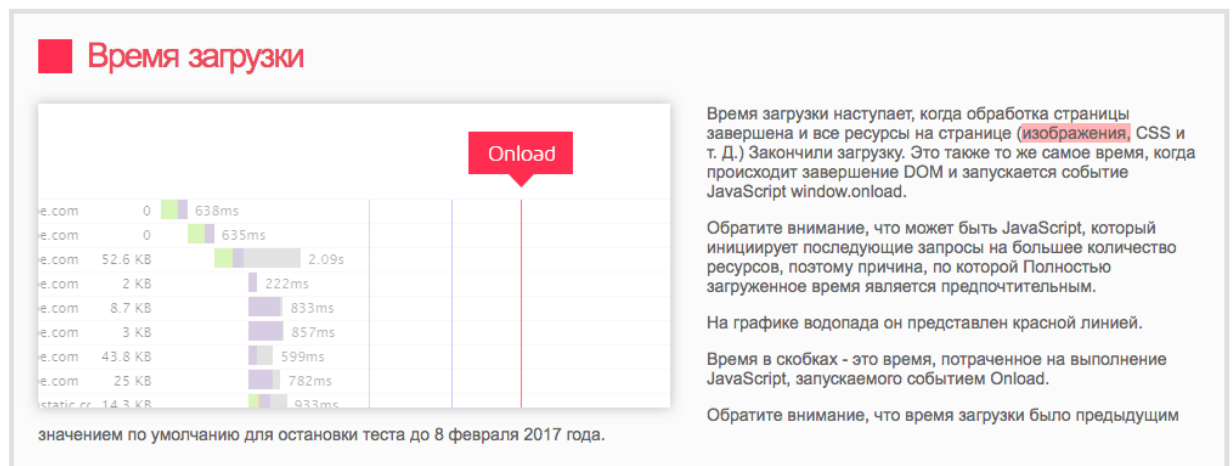 Время загрузки
Onload
e.com 0 638ms
e.com 0 635ms
e.com 52.6 KB 2.09s
e.com 2 KB 222ms
e.com 8.7 KB 833ms
e.com 3 KB 857ms
e.com 43.8 KB 599ms
e.com 25 KB 782ms
static.cc 14.3 KB 933ms
Время загрузки наступает, когда обработка страницы
завершена и все ресурсы на странице (изображения, CSS и
т. Д.) Закончили загрузку. Это также то же самое время, когда
происходит завершение DOM и запускается событие
JavaScript window.onload.
Обратите внимание, что может быть JavaScript, который
инициирует последующие запросы на большее количество
ресурсов, поэтому причина, по которой Полностью
загруженное время является предпочтительным.
На графике водопада он представлен красной линией.
Время в скобках - это время, потраченное на выполнение
JavaScript, запускаемого событием Onload.
Обратите внимание, что время загрузки было предыдущим
значением по умолчанию для остановки теста до 8 февраля 2017 года.